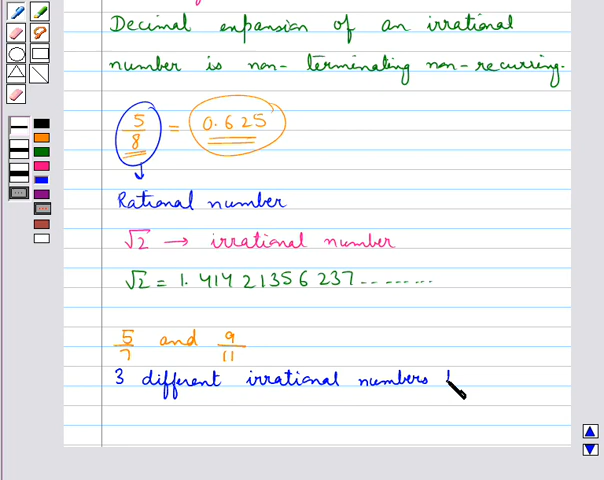 Decimal expansion of an irrational
number is non-terminating non-recurring.
5/8 = 0.625
Rational number
√2 → irrational number
√2 = 1.41421356237........
5/7 and 9/11
3 different irrational numbers